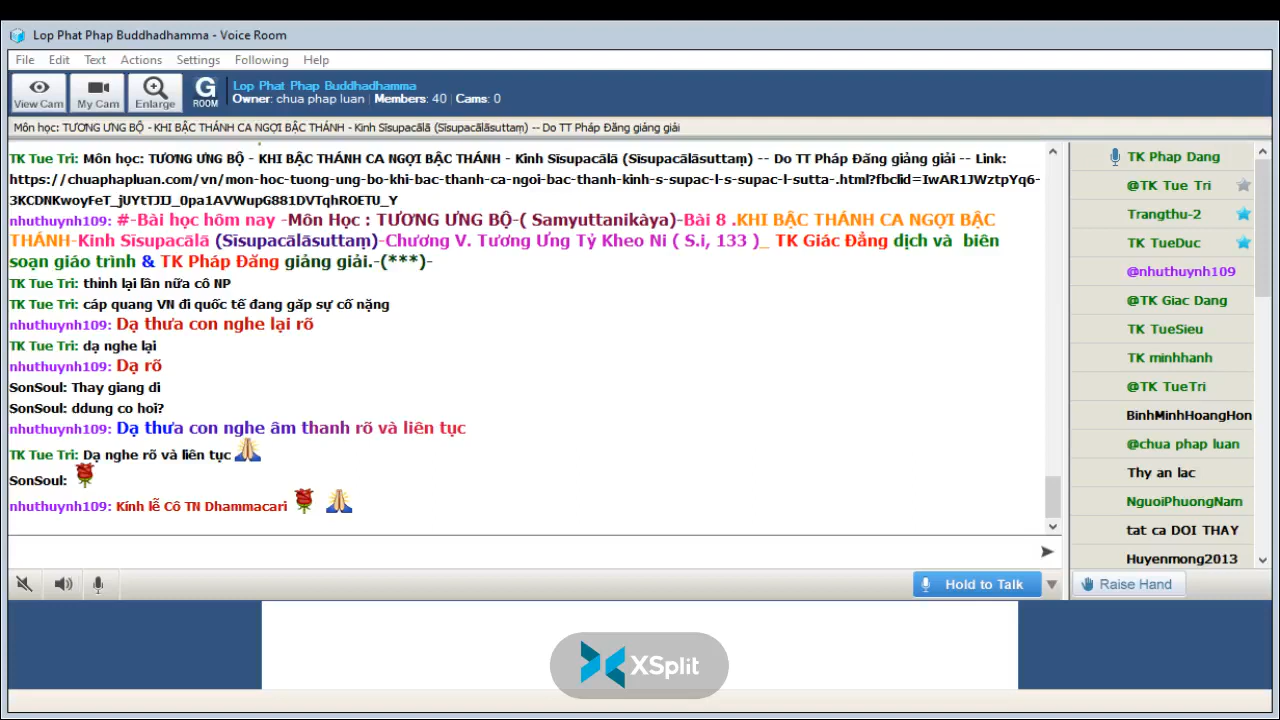 Lop Phat Phap Buddhadhamma - Voice Room
File Edit Text Actions Settings Following Help
View Cam My Cam Enlarge G ROOM
Lop Phat Phap Buddhadhamma
Owner: chua phap luan | Members: 40 | Cams: 0
Môn học: TƯƠNG ƯNG BỘ - KHI BẬC THÁNH CA NGỢI BẬC THÁNH - Kinh Sīsupacālā (Sīsupacālāsuttaṃ) -- Do TT Pháp Đăng giảng giải
TK Tue Tri: Môn học: TƯƠNG ƯNG BỘ - KHI BẬC THÁNH CA NGỢI BẬC THÁNH - Kinh Sīsupacālā (Sīsupacālāsuttaṃ) -- Do TT Pháp Đăng giảng giải -- Link:
https://chuaphapluan.com/vn/mon-hoc-tuong-ung-bo-khi-bac-thanh-ca-ngoi-bac-thanh-kinh-s-supac-l-s-supac-l-sutta-.html?fbclid=IwAR1JWztpYq6-
3KCDNKwoyFeT_jUYtTJIJ_0pa1AVWupG881DVTqhROETU_Y
nhuthuynh109: #-Bài học hôm nay -Môn Học : TƯƠNG ƯNG BỘ-( Samyuttanikàya)-Bài 8 .KHI BẬC THÁNH CA NGỢI BẬC
THÁNH-Kinh Sīsupacālā (Sīsupacālāsuttaṃ)-Chương V. Tương Ưng Tỷ Kheo Ni ( S.i, 133 )_ TK Giác Đẳng dịch và biên
soạn giáo trình & TK Pháp Đăng giảng giải.-(***)-
TK Tue Tri: thỉnh lại lần nữa cô NP
TK Tue Tri: cáp quang VN đi quốc tế đang gặp sự cố nặng
nhuthuynh109: Dạ thưa con nghe lại rõ
TK Tue Tri: dạ nghe lại
nhuthuynh109: Dạ rõ
SonSoul: Thay giang di
SonSoul: ddung co hoi?
nhuthuynh109: Dạ thưa con nghe âm thanh rõ và liên tục
TK Tue Tri: Dạ nghe rõ và liên tục
SonSoul:
nhuthuynh109: Kính lễ Cô TN Dhammacari
TK Phap Dang
@TK Tue Tri
Trangthu-2
TK TueDuc
@nhuthuynh109
@TK Giac Dang
TK TueSieu
TK minhhanh
@TK TueTri
BinhMinhHoangHon
@chua phap luan
Thy an lac
NguoiPhuongNam
tat ca DOI THAY
Huyenmong2013
Hold to Talk
Raise Hand
XSplit